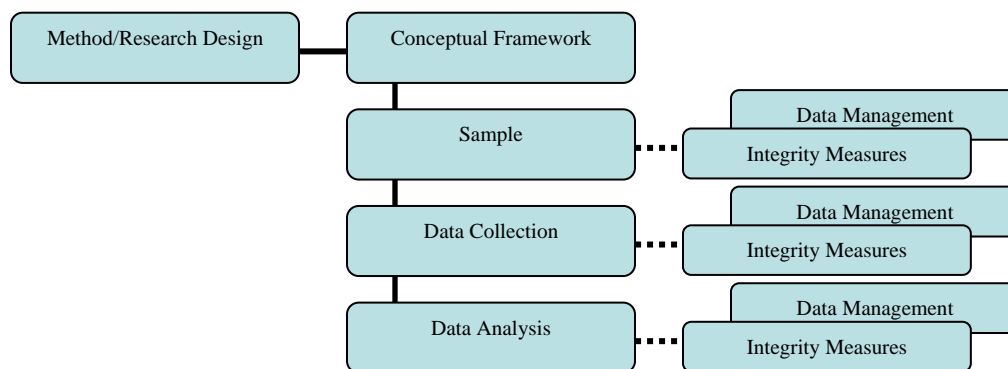 Method/Research Design
Conceptual Framework
Sample
Data Management
Integrity Measures
Data Collection
Data Management
Integrity Measures
Data Analysis
Data Management
Integrity Measures